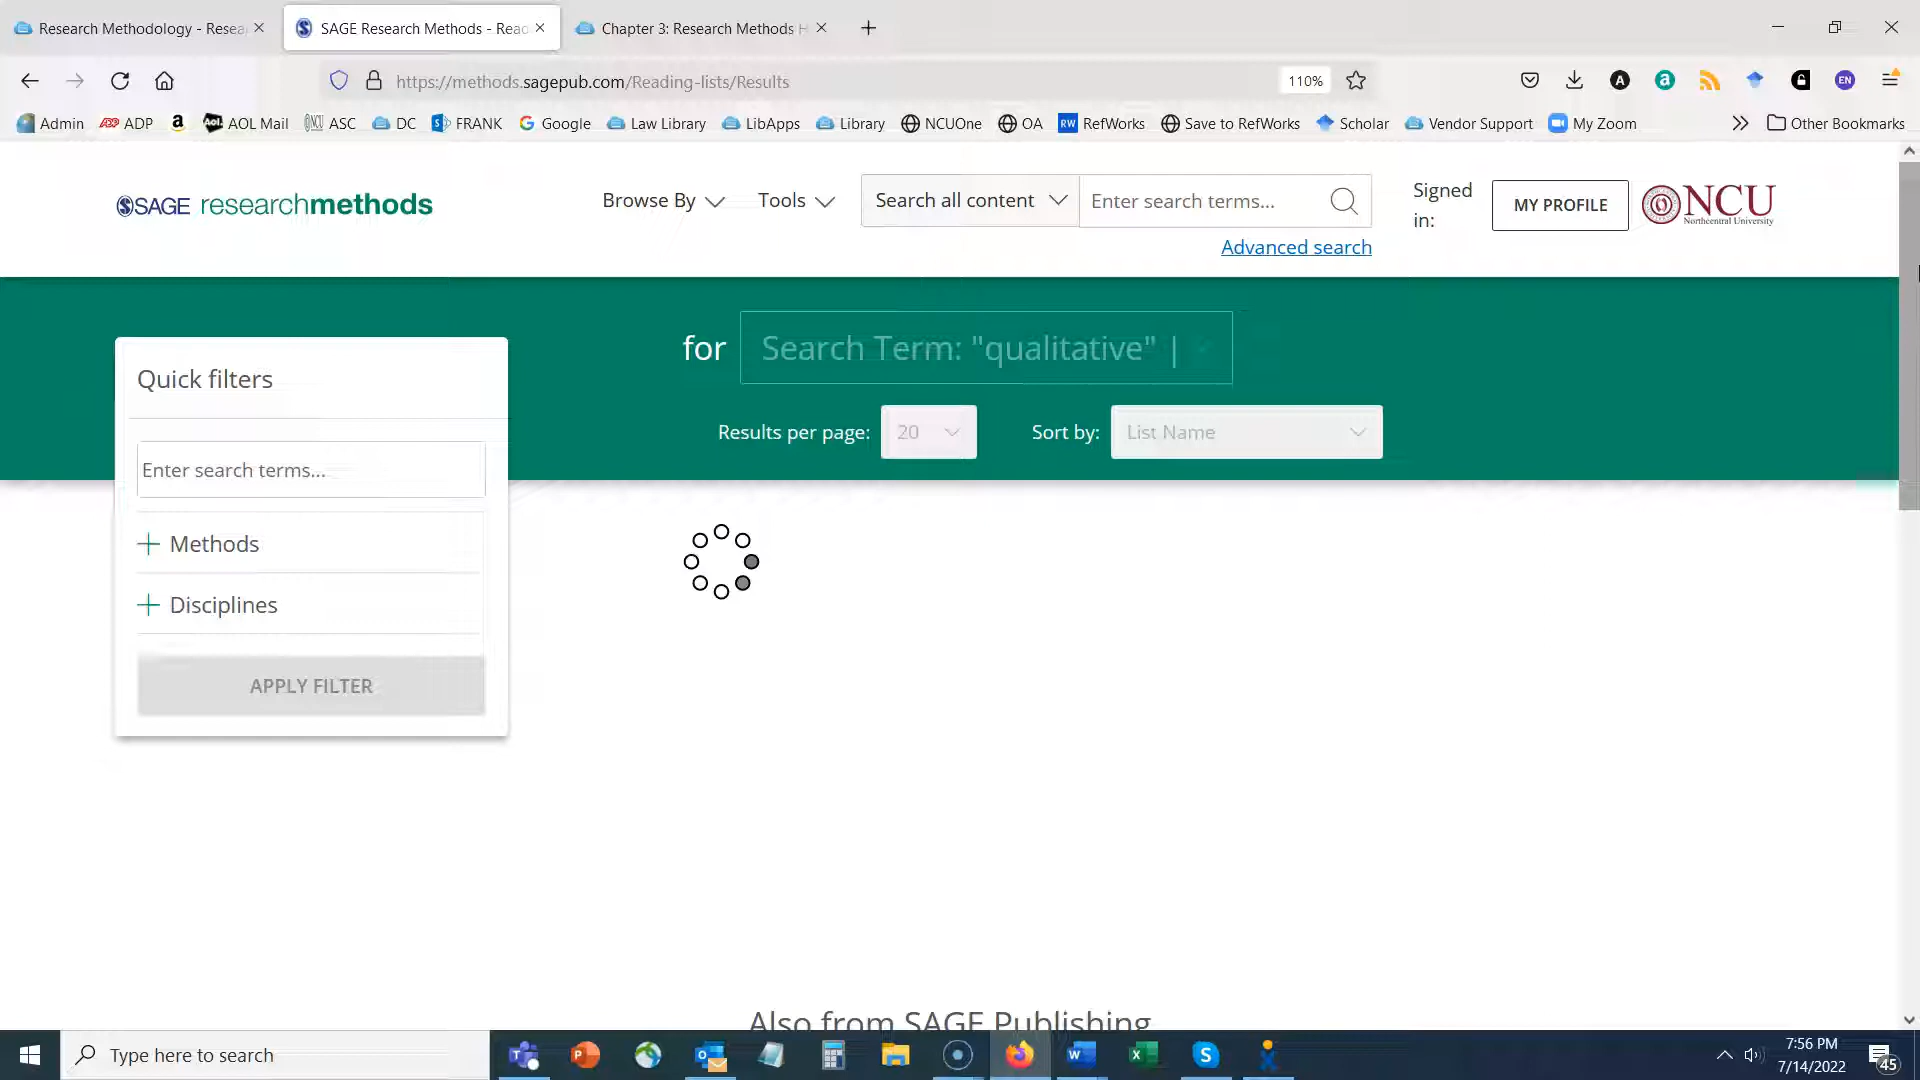 Research Methodology - Resea
SAGE Research Methods - Read
Chapter 3: Research Methods H
https://methods.sagepub.com/Reading-lists/Results
110%
A
a
EN
Admin
ADP
AOL Mail
ASC
DC
FRANK
Google
Law Library
LibApps
Library
NCUOne
OA
RW RefWorks
Save to RefWorks
Scholar
Vendor Support
My Zoom
Other Bookmarks
SAGE researchmethods
Browse By
Tools
Search all content
Enter search terms...
Advanced search
Signed
in:
MY PROFILE
NCU
Northcentral University
for
Search Term: "qualitative" |
Results per page:
20
Sort by:
List Name
Quick filters
Enter search terms...
Methods
Disciplines
APPLY FILTER
Also from SAGE Publishing
Type here to search
7:56 PM
7/14/2022
45